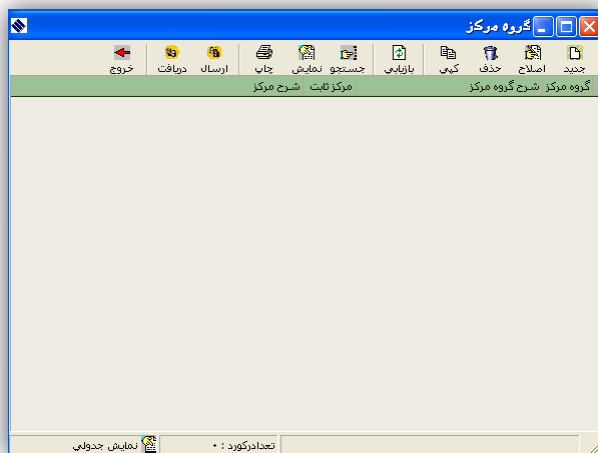 گروه مرکز
جدید اصلاح حذف کپی بازیابی جستجو نمایش چاپ ارسال دریافت خروج
گروه مرکز شرح گروه مرکز مرکز ثابت شرح مرکز
تعدادرکورد : ۰ نمایش جدولی